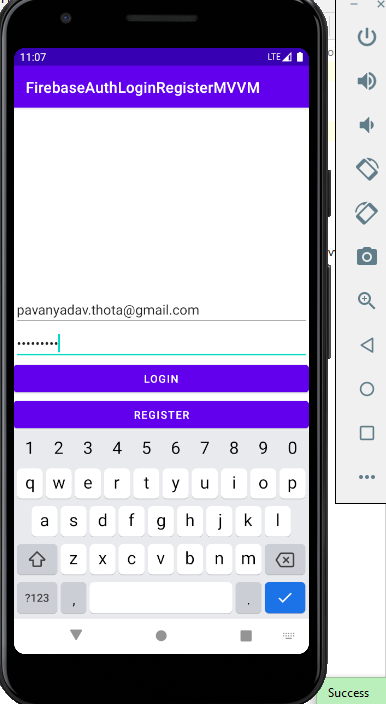 11:07 LTE
FirebaseAuthLoginRegisterMVVM
pavanyadav.thota@gmail.com
•••••••••
LOGIN
REGISTER
1 2 3 4 5 6 7 8 9 0
q w e r t y u i o p
a s d f g h j k l
z x c v b n m
?123 , .
Success